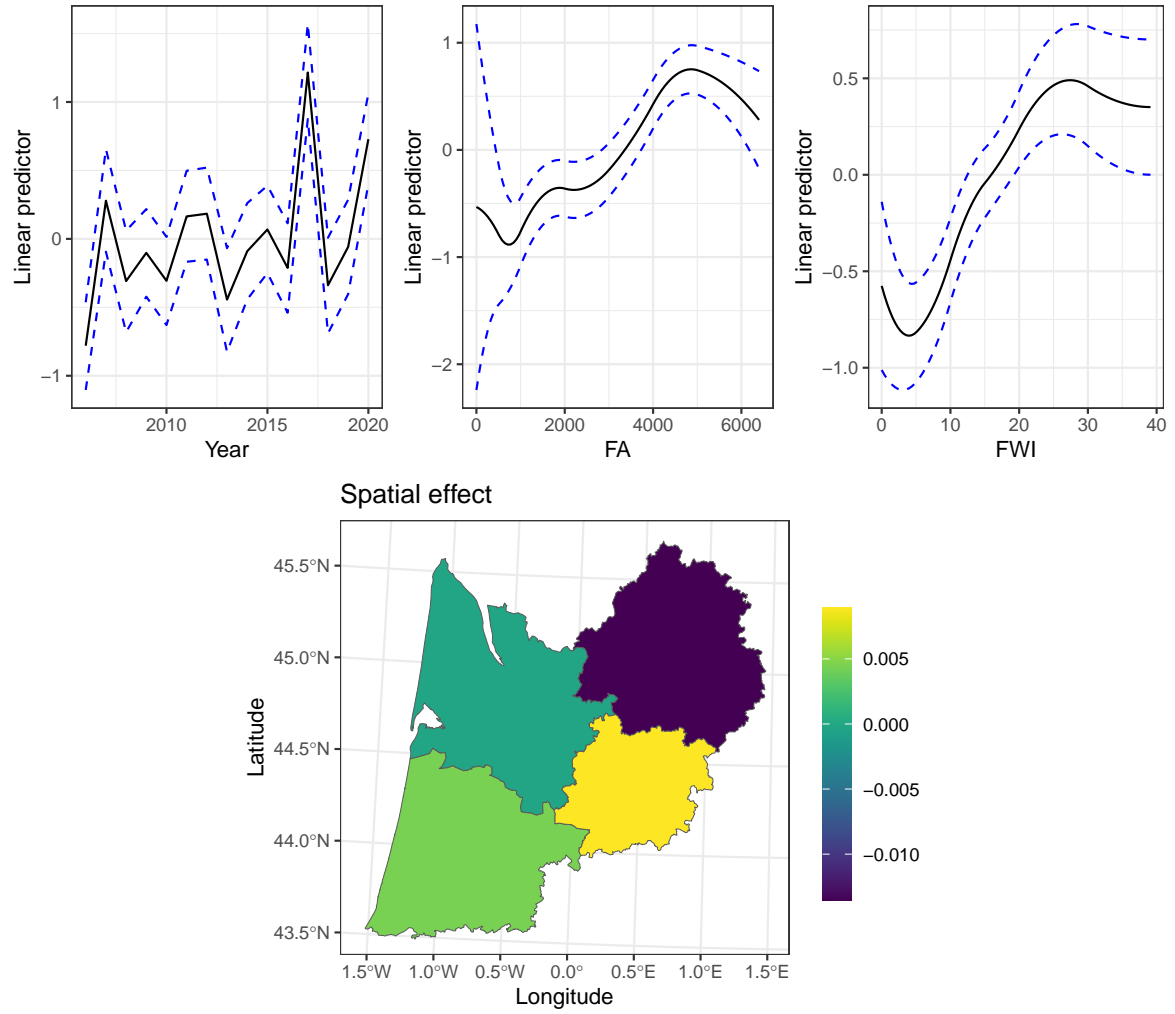 Linear predictor
1
0
−1
2010
2015
2020
Year
Linear predictor
1
0
−1
−2
0
2000
4000
6000
FA
Linear predictor
0.5
0.0
−0.5
−1.0
0
10
20
30
40
FWI
Spatial effect
Latitude
45.5°N
45.0°N
44.5°N
44.0°N
43.5°N
1.5°W
1.0°W
0.5°W
0.0°
0.5°E
1.0°E
1.5°E
Longitude
0.005
0.000
−0.005
−0.010